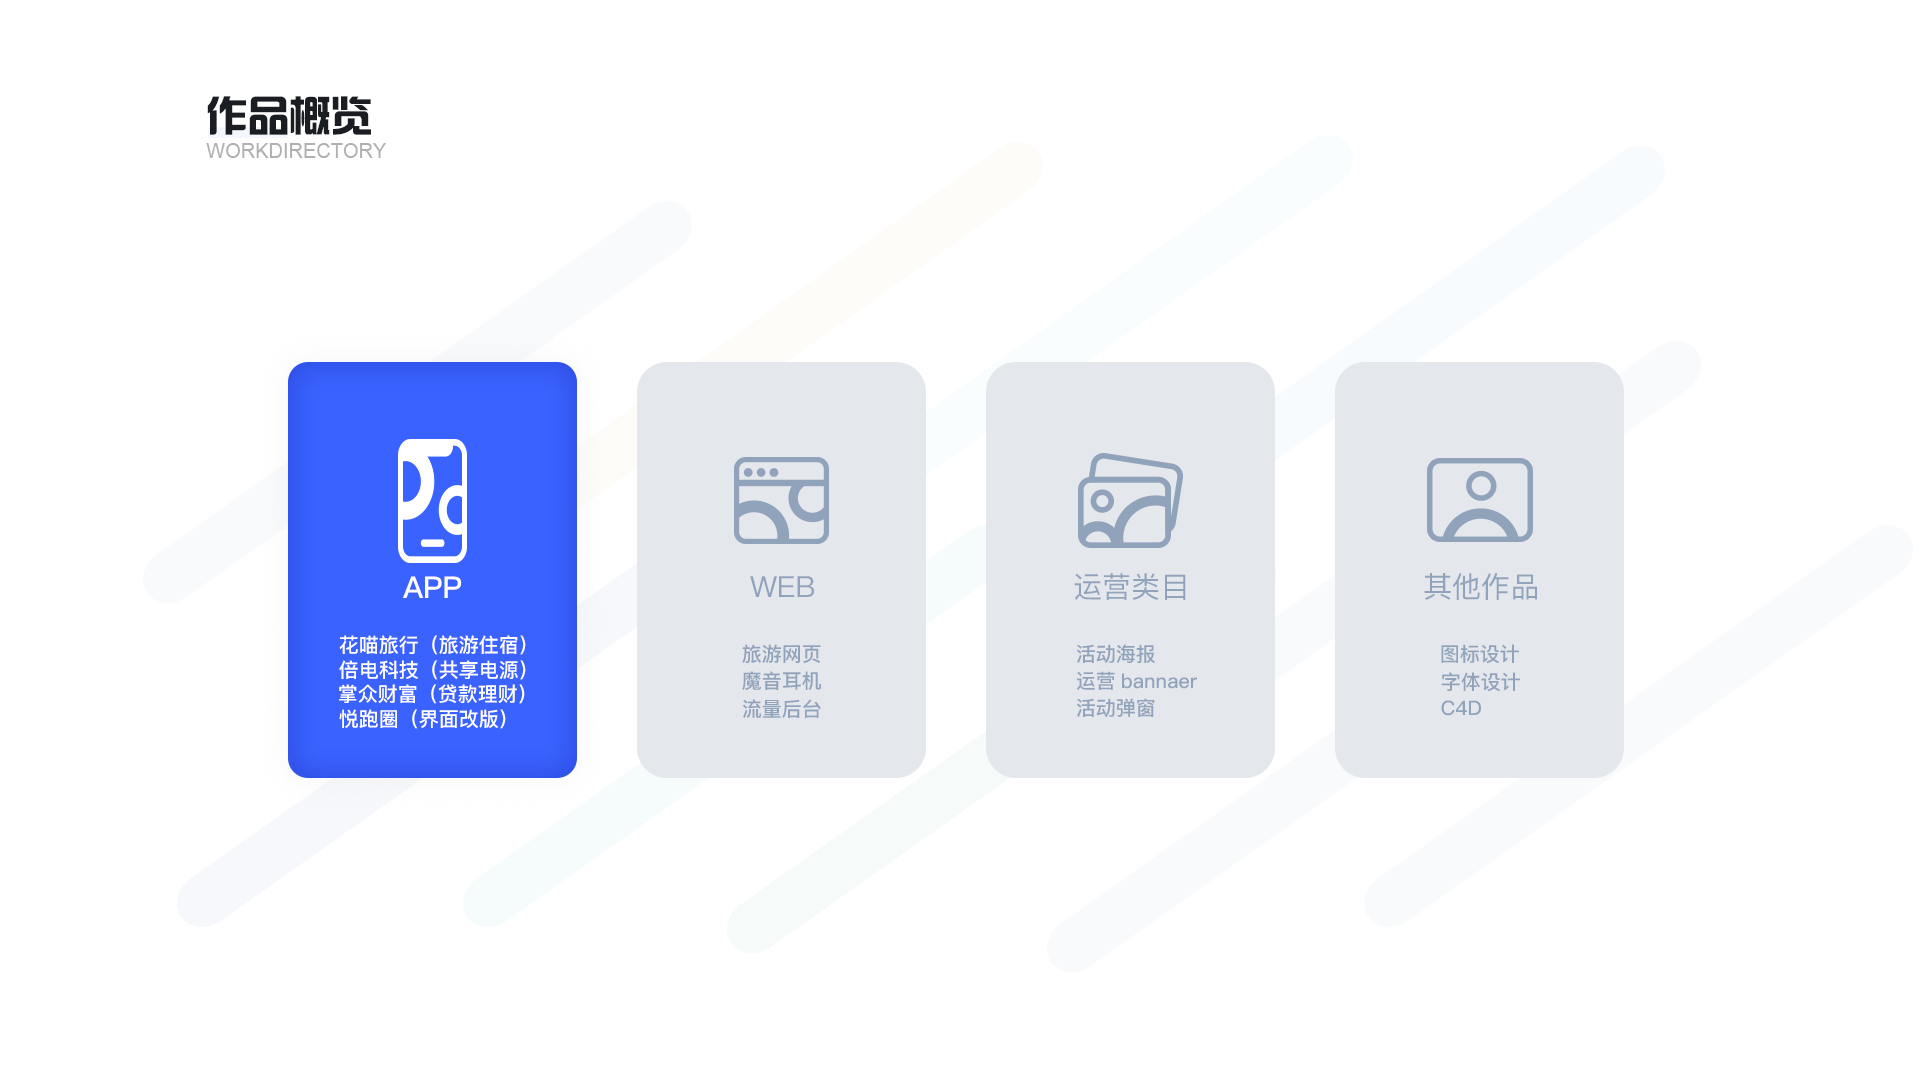 作品概览
WORKDIRECTORY
APP
花喵旅行（旅游住宿）
倍电科技（共享电源）
掌众财富（贷款理财）
悦跑圈（界面改版）
WEB
旅游网页
魔音耳机
流量后台
运营类目
活动海报
运营 bannaer
活动弹窗
其他作品
图标设计
字体设计
C4D